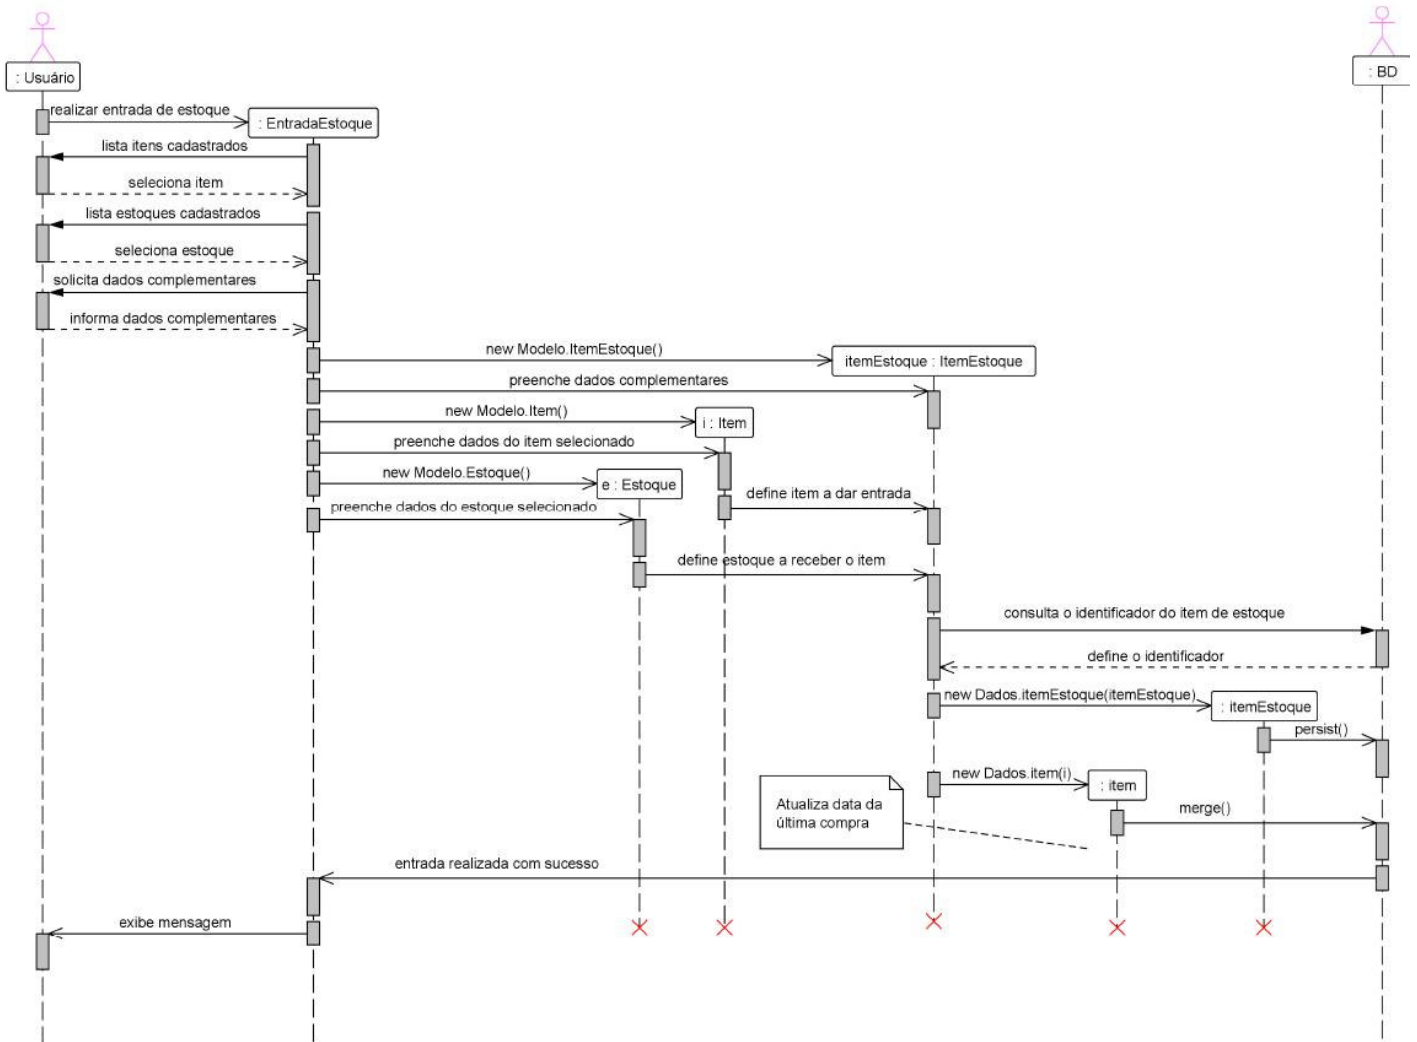 : Usuário
: BD
realizar entrada de estoque
: EntradaEstoque
lista itens cadastrados
seleciona item
lista estoques cadastrados
seleciona estoque
solicita dados complementares
informa dados complementares
new Modelo.ItemEstoque()
itemEstoque : ItemEstoque
preenche dados complementares
new Modelo.Item()
i : Item
preenche dados do item selecionado
new Modelo.Estoque()
e : Estoque
define item a dar entrada
preenche dados do estoque selecionado
define estoque a receber o item
consulta o identificador do item de estoque
define o identificador
new Dados.itemEstoque(itemEstoque)
: itemEstoque
persist()
new Dados.item(i)
: item
Atualiza data da
última compra
merge()
entrada realizada com sucesso
exibe mensagem